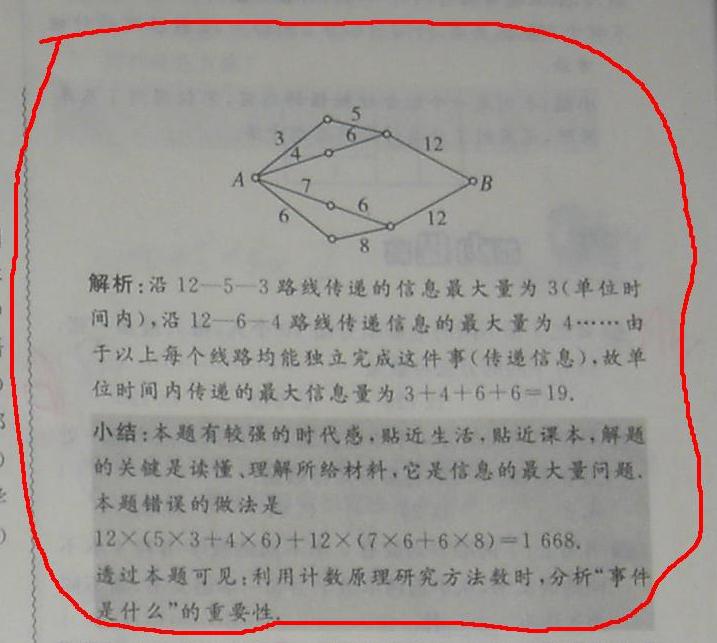 5
3
6
12
4
A
B
7
6
12
6
8
解析:沿 12—5—3 路线传递的信息最大量为 3(单位时
间内),沿 12—6—4 路线传递信息的最大量为 4……由
于以上每个线路均能独立完成这件事(传递信息),故单
位时间内传递的最大信息量为 3+4+6+6=19.
小结:本题有较强的时代感,贴近生活,贴近课本,解题
的关键是读懂、理解所给材料,它是信息的最大量问题.
本题错误的做法是
12×(5×3+4×6)+12×(7×6+6×8)=1 668.
透过本题可见:利用计数原理研究方法数时,分析“事件
是什么”的重要性.